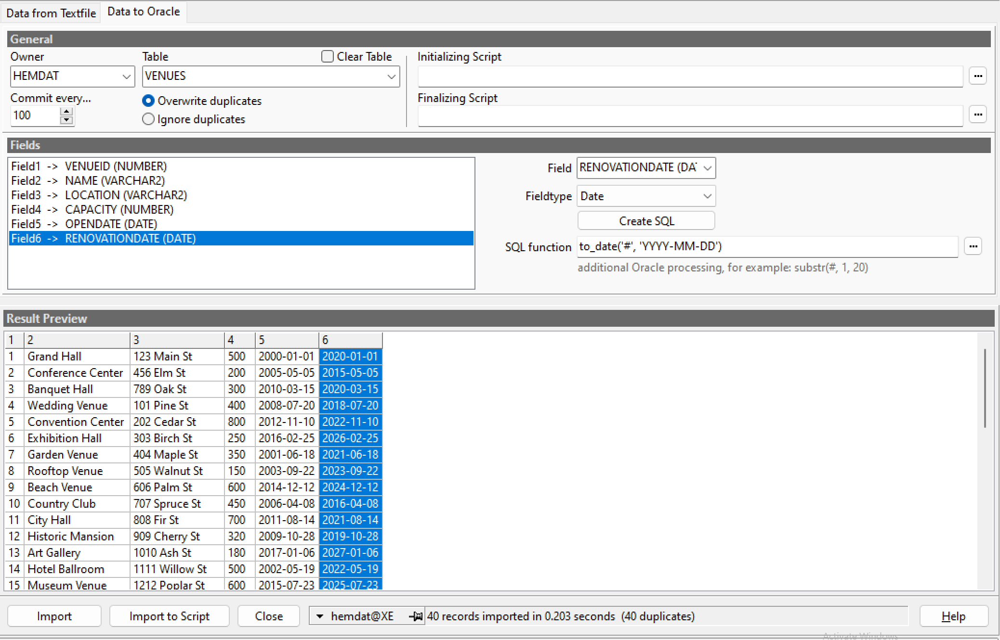 Data from Textfile Data to Oracle
General
Owner Table Clear Table Initializing Script
HEMDAT VENUES ...
Commit every... Overwrite duplicates Finalizing Script
100 Ignore duplicates ...
Fields
Field1 -> VENUEID (NUMBER)
Field2 -> NAME (VARCHAR2)
Field3 -> LOCATION (VARCHAR2)
Field4 -> CAPACITY (NUMBER)
Field5 -> OPENDATE (DATE)
Field6 -> RENOVATIONDATE (DATE)
Field RENOVATIONDATE (DA
Fieldtype Date
Create SQL
SQL function to_date('#', 'YYYY-MM-DD') ...
additional Oracle processing, for example: substr(#, 1, 20)
Result Preview
1 2 3 4 5 6
1 Grand Hall 123 Main St 500 2000-01-01 2020-01-01
2 Conference Center 456 Elm St 200 2005-05-05 2015-05-05
3 Banquet Hall 789 Oak St 300 2010-03-15 2020-03-15
4 Wedding Venue 101 Pine St 400 2008-07-20 2018-07-20
5 Convention Center 202 Cedar St 800 2012-11-10 2022-11-10
6 Exhibition Hall 303 Birch St 250 2016-02-25 2026-02-25
7 Garden Venue 404 Maple St 350 2001-06-18 2021-06-18
8 Rooftop Venue 505 Walnut St 150 2003-09-22 2023-09-22
9 Beach Venue 606 Palm St 600 2014-12-12 2024-12-12
10 Country Club 707 Spruce St 450 2006-04-08 2016-04-08
11 City Hall 808 Fir St 700 2011-08-14 2021-08-14
12 Historic Mansion 909 Cherry St 320 2009-10-28 2019-10-28
13 Art Gallery 1010 Ash St 180 2017-01-06 2027-01-06
14 Hotel Ballroom 1111 Willow St 500 2002-05-19 2022-05-19
15 Museum Venue 1212 Poplar St 600 2015-07-23 2025-07-23
Import Import to Script Close hemdat@XE 40 records imported in 0.203 seconds (40 duplicates) Help
Activate Windows